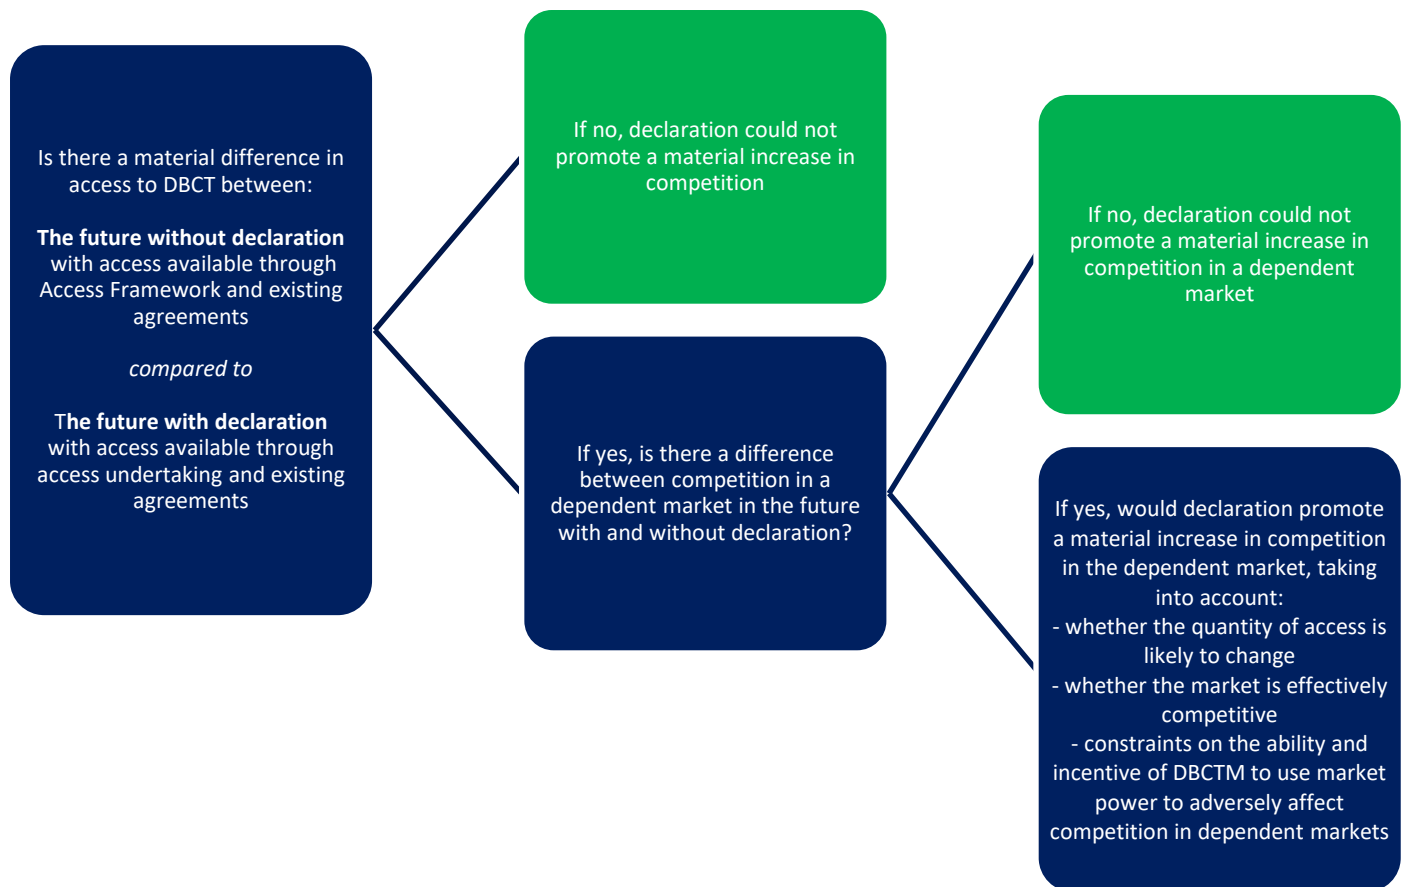 Is there a material difference in
access to DBCT between:
The future without declaration
with access available through
Access Framework and existing
agreements
compared to
The future with declaration
with access available through
access undertaking and existing
agreements
If no, declaration could not
promote a material increase in
competition
If yes, is there a difference
between competition in a
dependent market in the future
with and without declaration?
If no, declaration could not
promote a material increase in
competition in a dependent
market
If yes, would declaration promote
a material increase in competition
in the dependent market, taking
into account:
- whether the quantity of access is
likely to change
- whether the market is effectively
competitive
- constraints on the ability and
incentive of DBCTM to use market
power to adversely affect
competition in dependent markets